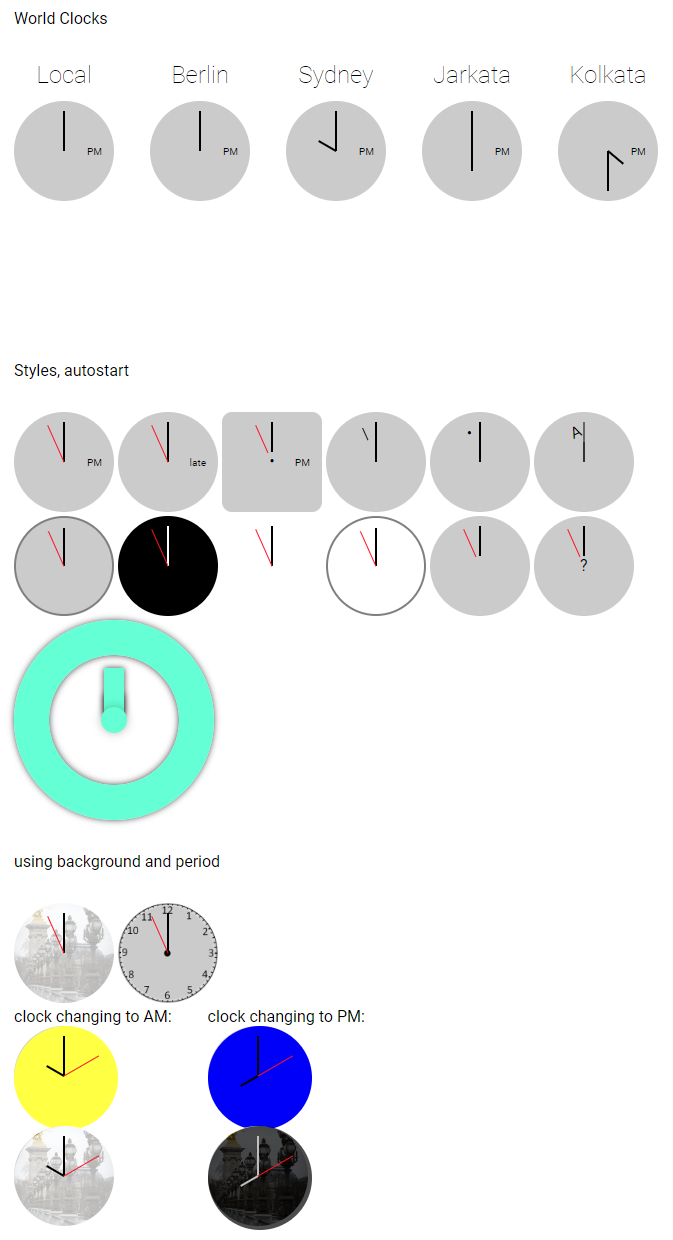 World Clocks
Local Berlin Sydney Jarkata Kolkata
PM PM PM PM PM
Styles, autostart
PM late PM A
?
using background and period
12 1 2 3 4 5 6 7 8 9 10 11
clock changing to AM: clock changing to PM: